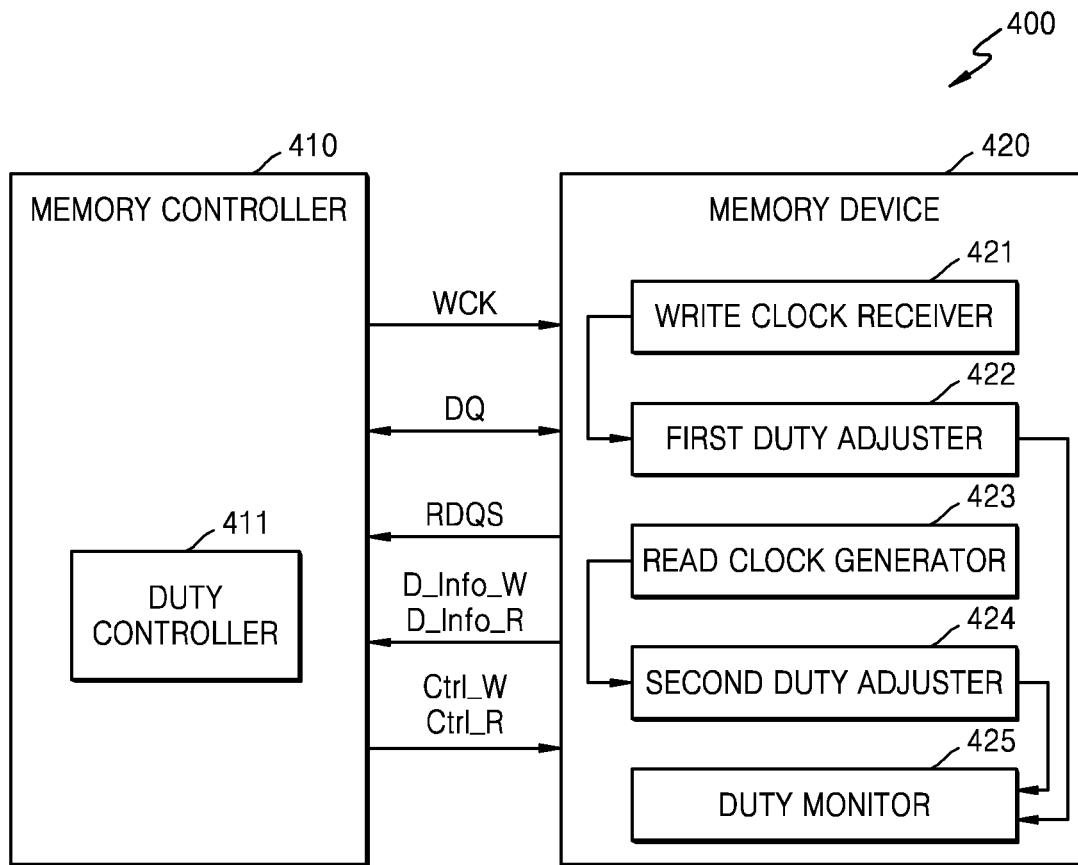 400
410
420
MEMORY CONTROLLER
MEMORY DEVICE
421
WCK
WRITE CLOCK RECEIVER
422
DQ
FIRST DUTY ADJUSTER
423
RDQS
411
READ CLOCK GENERATOR
D_Info_W
D_Info_R
DUTY
CONTROLLER
424
SECOND DUTY ADJUSTER
Ctrl_W
Ctrl_R
425
DUTY MONITOR